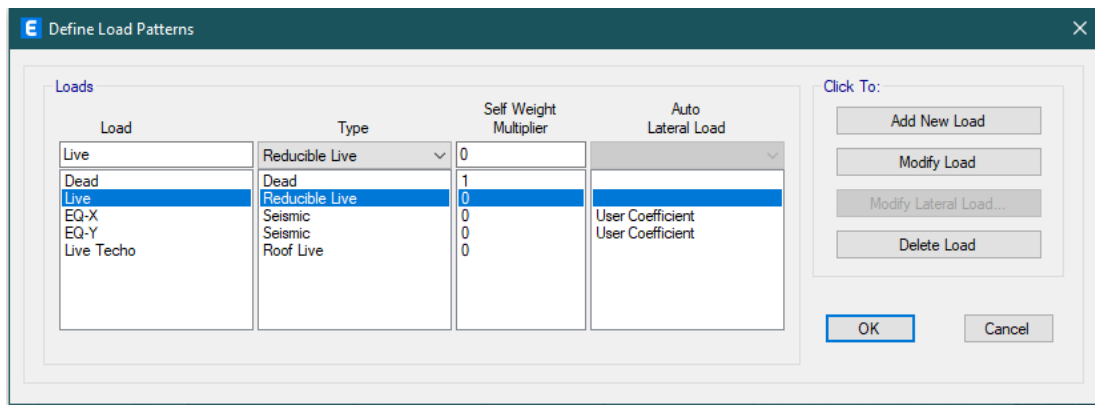 E Define Load Patterns
Loads
Click To:
Load
Type
Self Weight
Multiplier
Auto
Lateral Load
Live Reducible Live 0
Dead Dead 1
Live Reducible Live 0
EQ-X Seismic 0 User Coefficient
EQ-Y Seismic 0 User Coefficient
Live Techo Roof Live 0
Add New Load
Modify Load
Modify Lateral Load...
Delete Load
OK
Cancel